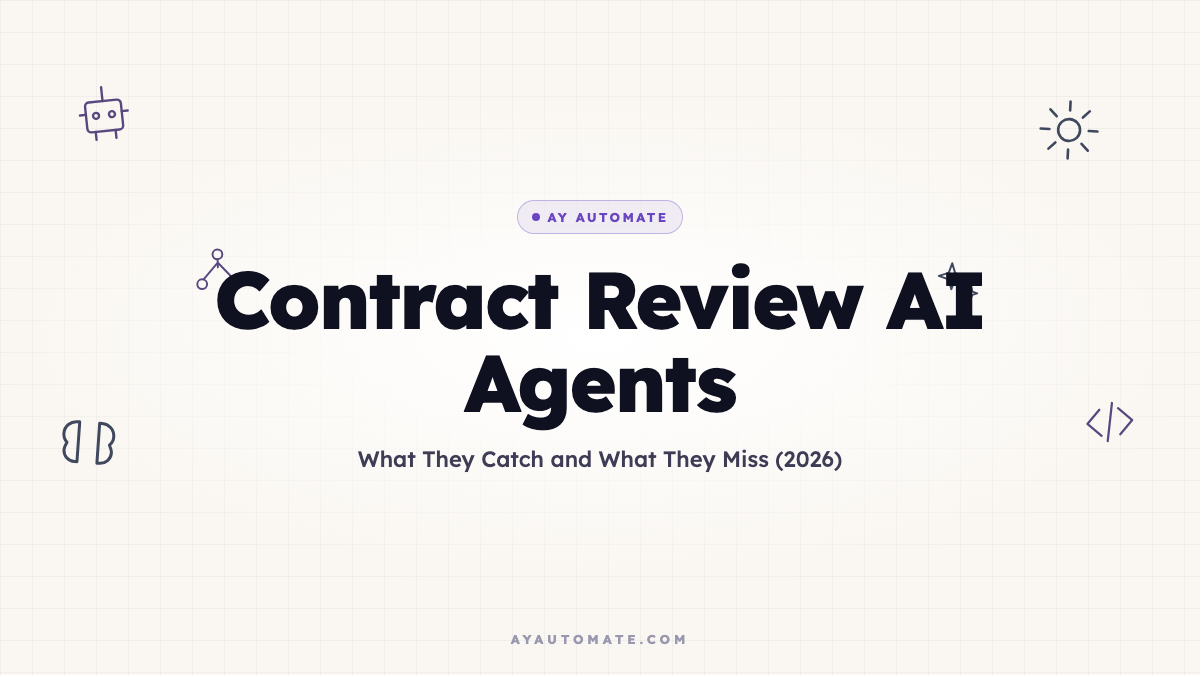 AY AUTOMATE
Contract Review AI
Agents
What They Catch and What They Miss (2026)
AYAUTOMATE.COM